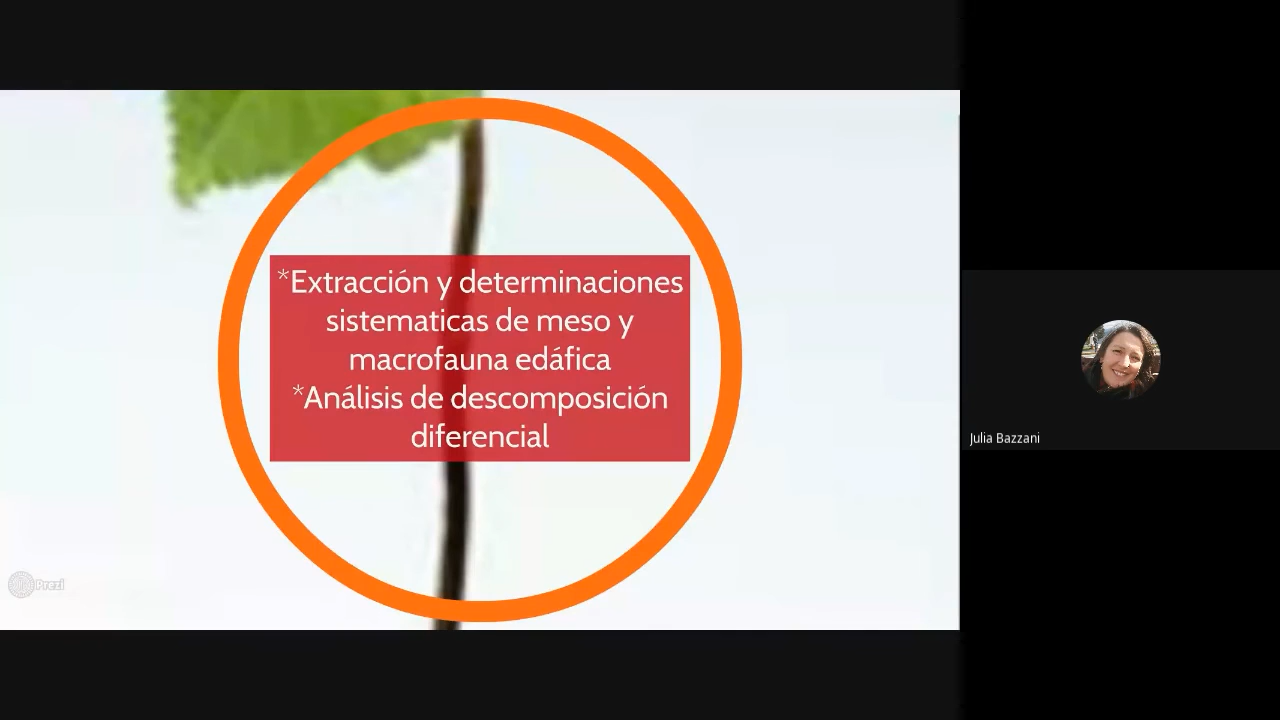 *Extracción y determinaciones
sistematicas de meso y
macrofauna edáfica
*Análisis de descomposición
diferencial
Julia Bazzani
Prezi